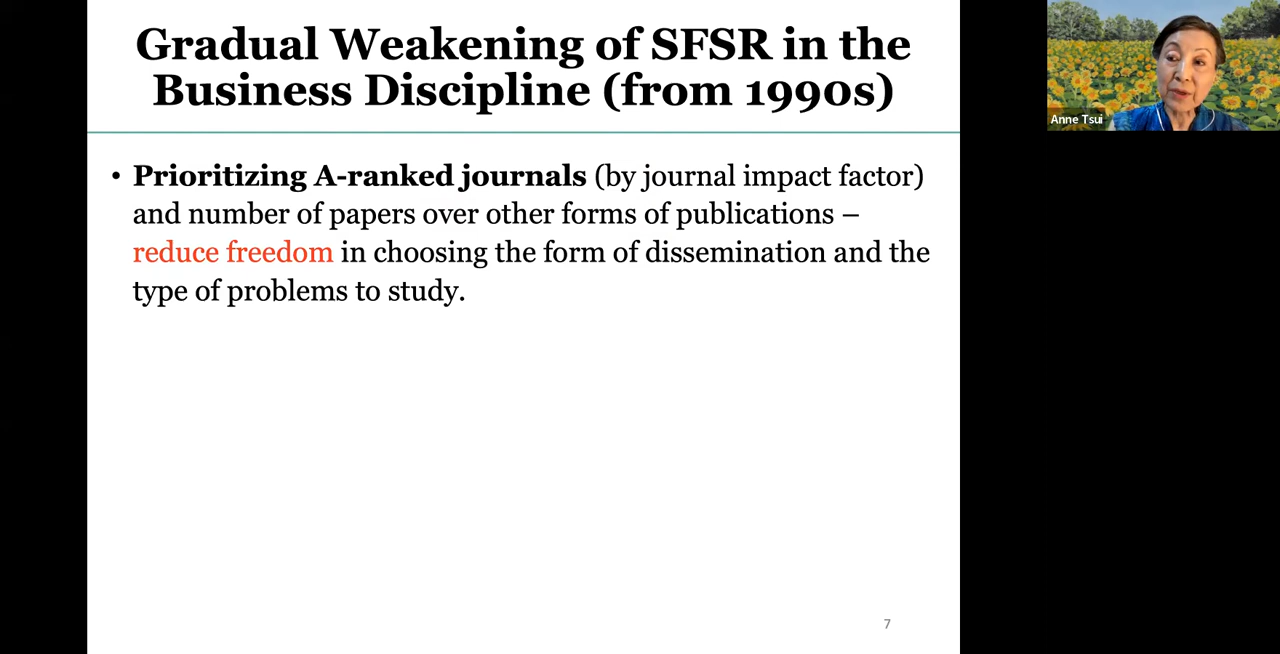 Gradual Weakening of SFSR in the
Business Discipline (from 1990s)
• Prioritizing A-ranked journals (by journal impact factor)
and number of papers over other forms of publications –
reduce freedom in choosing the form of dissemination and the
type of problems to study.
7
Anne Tsui